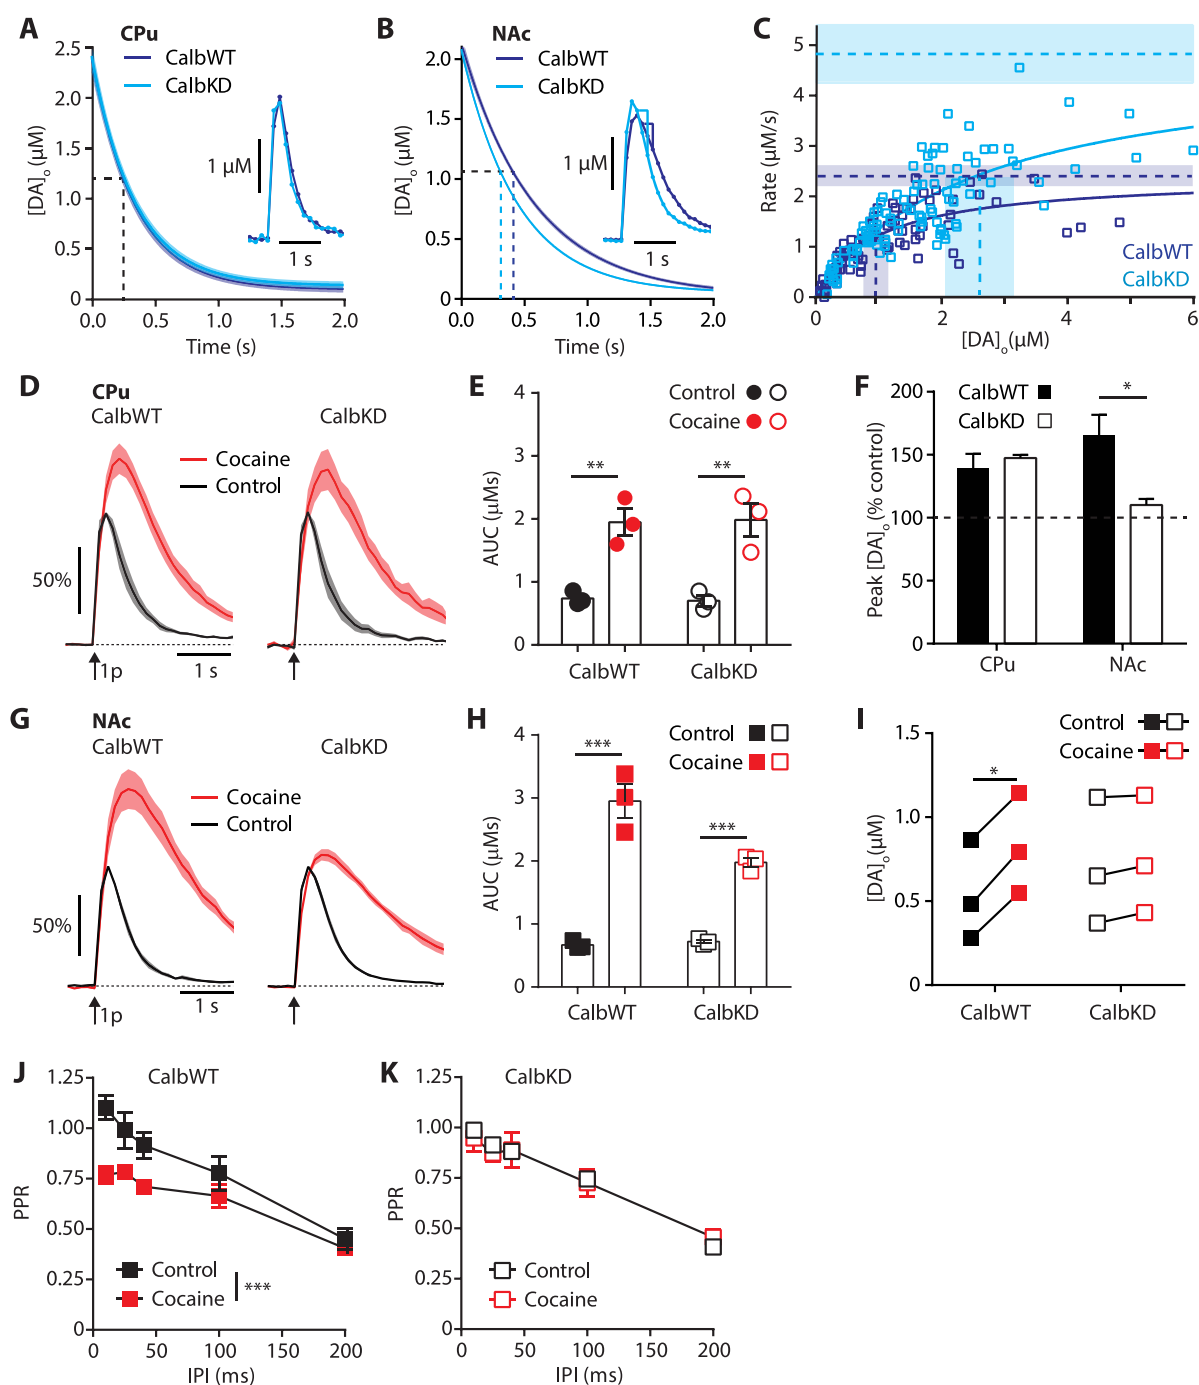 A
CPu
CalbWT
CalbKD
[DA]o (μM)
2.5
2.0
1.5
1.0
0.5
0
0.0 0.5 1.0 1.5 2.0
Time (s)
1 μM
1 s
B
NAc
CalbWT
CalbKD
[DA]o (μM)
2.0
1.5
1.0
0.5
0
0.0 0.5 1.0 1.5 2.0
Time (s)
1 μM
1 s
C
Rate (μM/s)
5
4
3
2
1
0
0 2 4 6
[DA]o(μM)
CalbWT
CalbKD
D
CPu
CalbWT CalbKD
Cocaine
Control
50%
1p
1 s
E
Control
Cocaine
AUC (μMs)
4
3
2
1
0
** **
CalbWT CalbKD
F
Peak [DA]o (% control)
200
150
100
50
0
CalbWT
CalbKD
*
CPu NAc
G
NAc
CalbWT CalbKD
Cocaine
Control
50%
1p
1 s
H
Control
Cocaine
AUC (μMs)
4
3
2
1
0
*** ***
CalbWT CalbKD
I
Control
Cocaine
[DA]o(μM)
1.5
1.0
0.5
0
*
CalbWT CalbKD
J
CalbWT
PPR
1.25
1.00
0.75
0.50
0.25
0
Control
Cocaine
***
0 50 100 150 200
IPI (ms)
K
CalbKD
PPR
1.25
1.00
0.75
0.50
0.25
0
Control
Cocaine
0 50 100 150 200
IPI (ms)